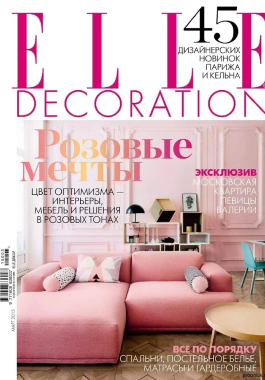 ELLE
45
ДИЗАЙНЕРСКИХ
НОВИНОК
ПАРИЖА
И КЕЛЬНА
DECORATION
Розовые
мечты
ЦВЕТ ОПТИМИЗМА —
ИНТЕРЬЕРЫ,
МЕБЕЛЬ И РЕШЕНИЯ
В РОЗОВЫХ ТОНАХ
ЭКСКЛЮЗИВ
МОСКОВСКАЯ
КВАРТИРА
ПЕВИЦЫ
ВАЛЕРИИ
МАРТ 2015
ВСЕ ПО ПОРЯДКУ
СПАЛЬНИ, ПОСТЕЛЬНОЕ БЕЛЬЕ,
МАТРАСЫ И ГАРДЕРОБНЫЕ